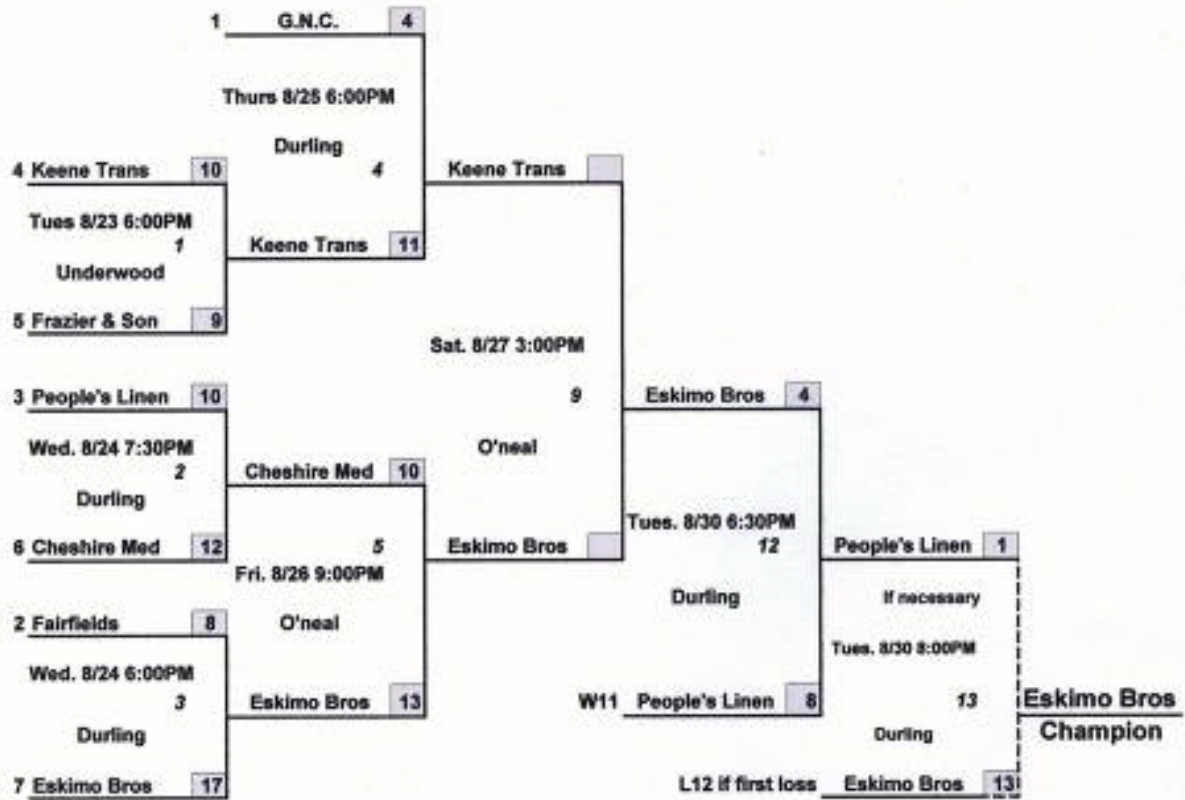 1 G.N.C. 4
Thurs 8/25 6:00PM
Durling
4
4 Keene Trans 10
Keene Trans
Tues 8/23 6:00PM
1
Keene Trans 11
Underwood
5 Frazier & Son 9
Sat. 8/27 3:00PM
3 People's Linen 10
9
Eskimo Bros 4
Wed. 8/24 7:30PM
2
Cheshire Med 10
O'neal
Durling
Tues. 8/30 6:30PM
6 Cheshire Med 12
5
Eskimo Bros
12
People's Linen 1
Fri. 8/26 9:00PM
Durling
If necessary
2 Fairfields 8
O'neal
Tues. 8/30 8:00PM
Wed. 8/24 6:00PM
3
Eskimo Bros 13
W11 People's Linen 8
13
Eskimo Bros
Durling
Durling
Champion
7 Eskimo Bros 17
L12 if first loss Eskimo Bros 13